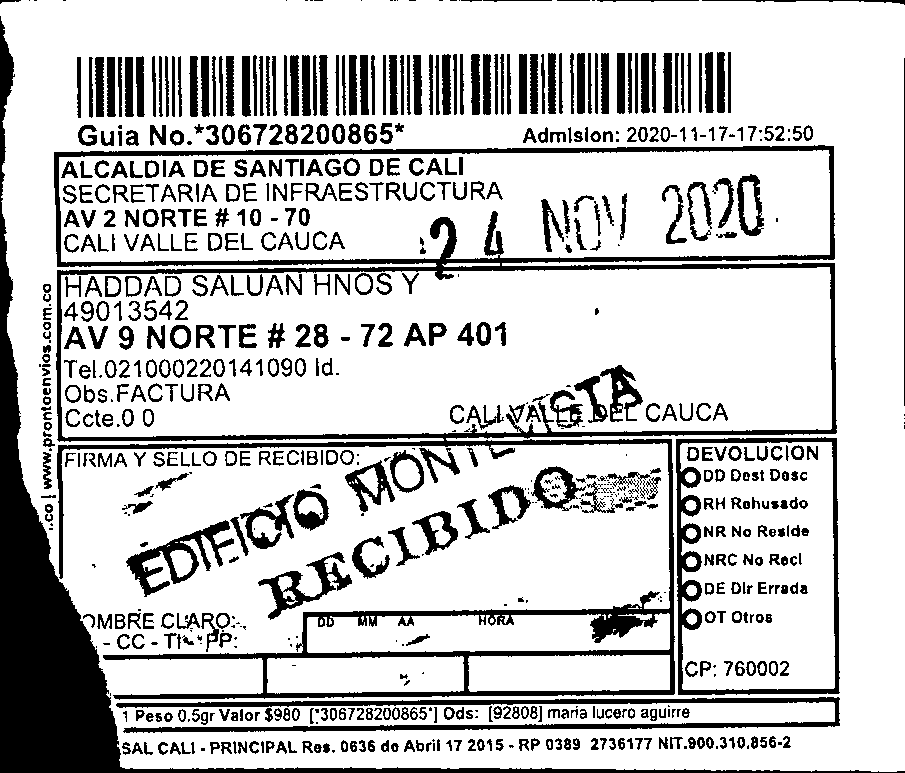 Guia No.*306728200865*
Admision: 2020-11-17-17:52:50
ALCALDIA DE SANTIAGO DE CALI
SECRETARIA DE INFRAESTRUCTURA
AV 2 NORTE # 10 - 70
CALI VALLE DEL CAUCA
24 NOV 2020
HADDAD SALUAN HNOS Y
49013542
AV 9 NORTE # 28 - 72 AP 401
Tel.021000220141090 Id.
Obs.FACTURA
Ccte.0 0
CALI VALLE DEL CAUCA
.co | www.prontaenvios.com.co
FIRMA Y SELLO DE RECIBIDO:
EDIFICIO MONTEVISTA
RECIBIDO
DEVOLUCION
DD Dest Desc
RH Rehusado
NR No Reside
NRC No Recl
DE Dir Errada
OT Otros
CP: 760002
OMBRE CLARO:
- CC - TI - PP:
DD MM AA HORA
1 Peso 0.5gr Valor $980 [*306728200865*] Ods: [92808] maria lucero aguirre
SAL CALI - PRINCIPAL Res. 0636 de Abril 17 2015 - RP 0389 2736177 NIT.900.310.856-2